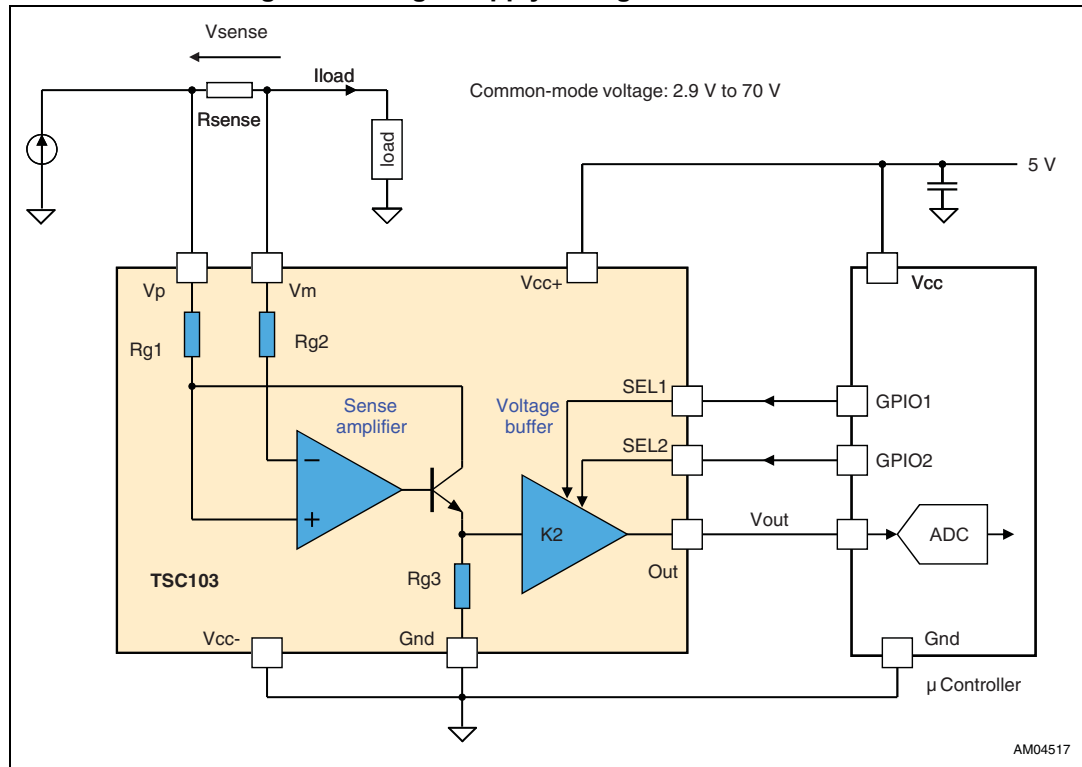 Vsense
Iload
Common-mode voltage: 2.9 V to 70 V
Rsense
load
5 V
Vp
Vm
Vcc+
Vcc
Rg1
Rg2
SEL1
GPIO1
Sense
amplifier
Voltage
buffer
SEL2
GPIO2
−
+
K2
Vout
ADC
Out
TSC103
Rg3
Vcc-
Gnd
Gnd
µ Controller
AM04517